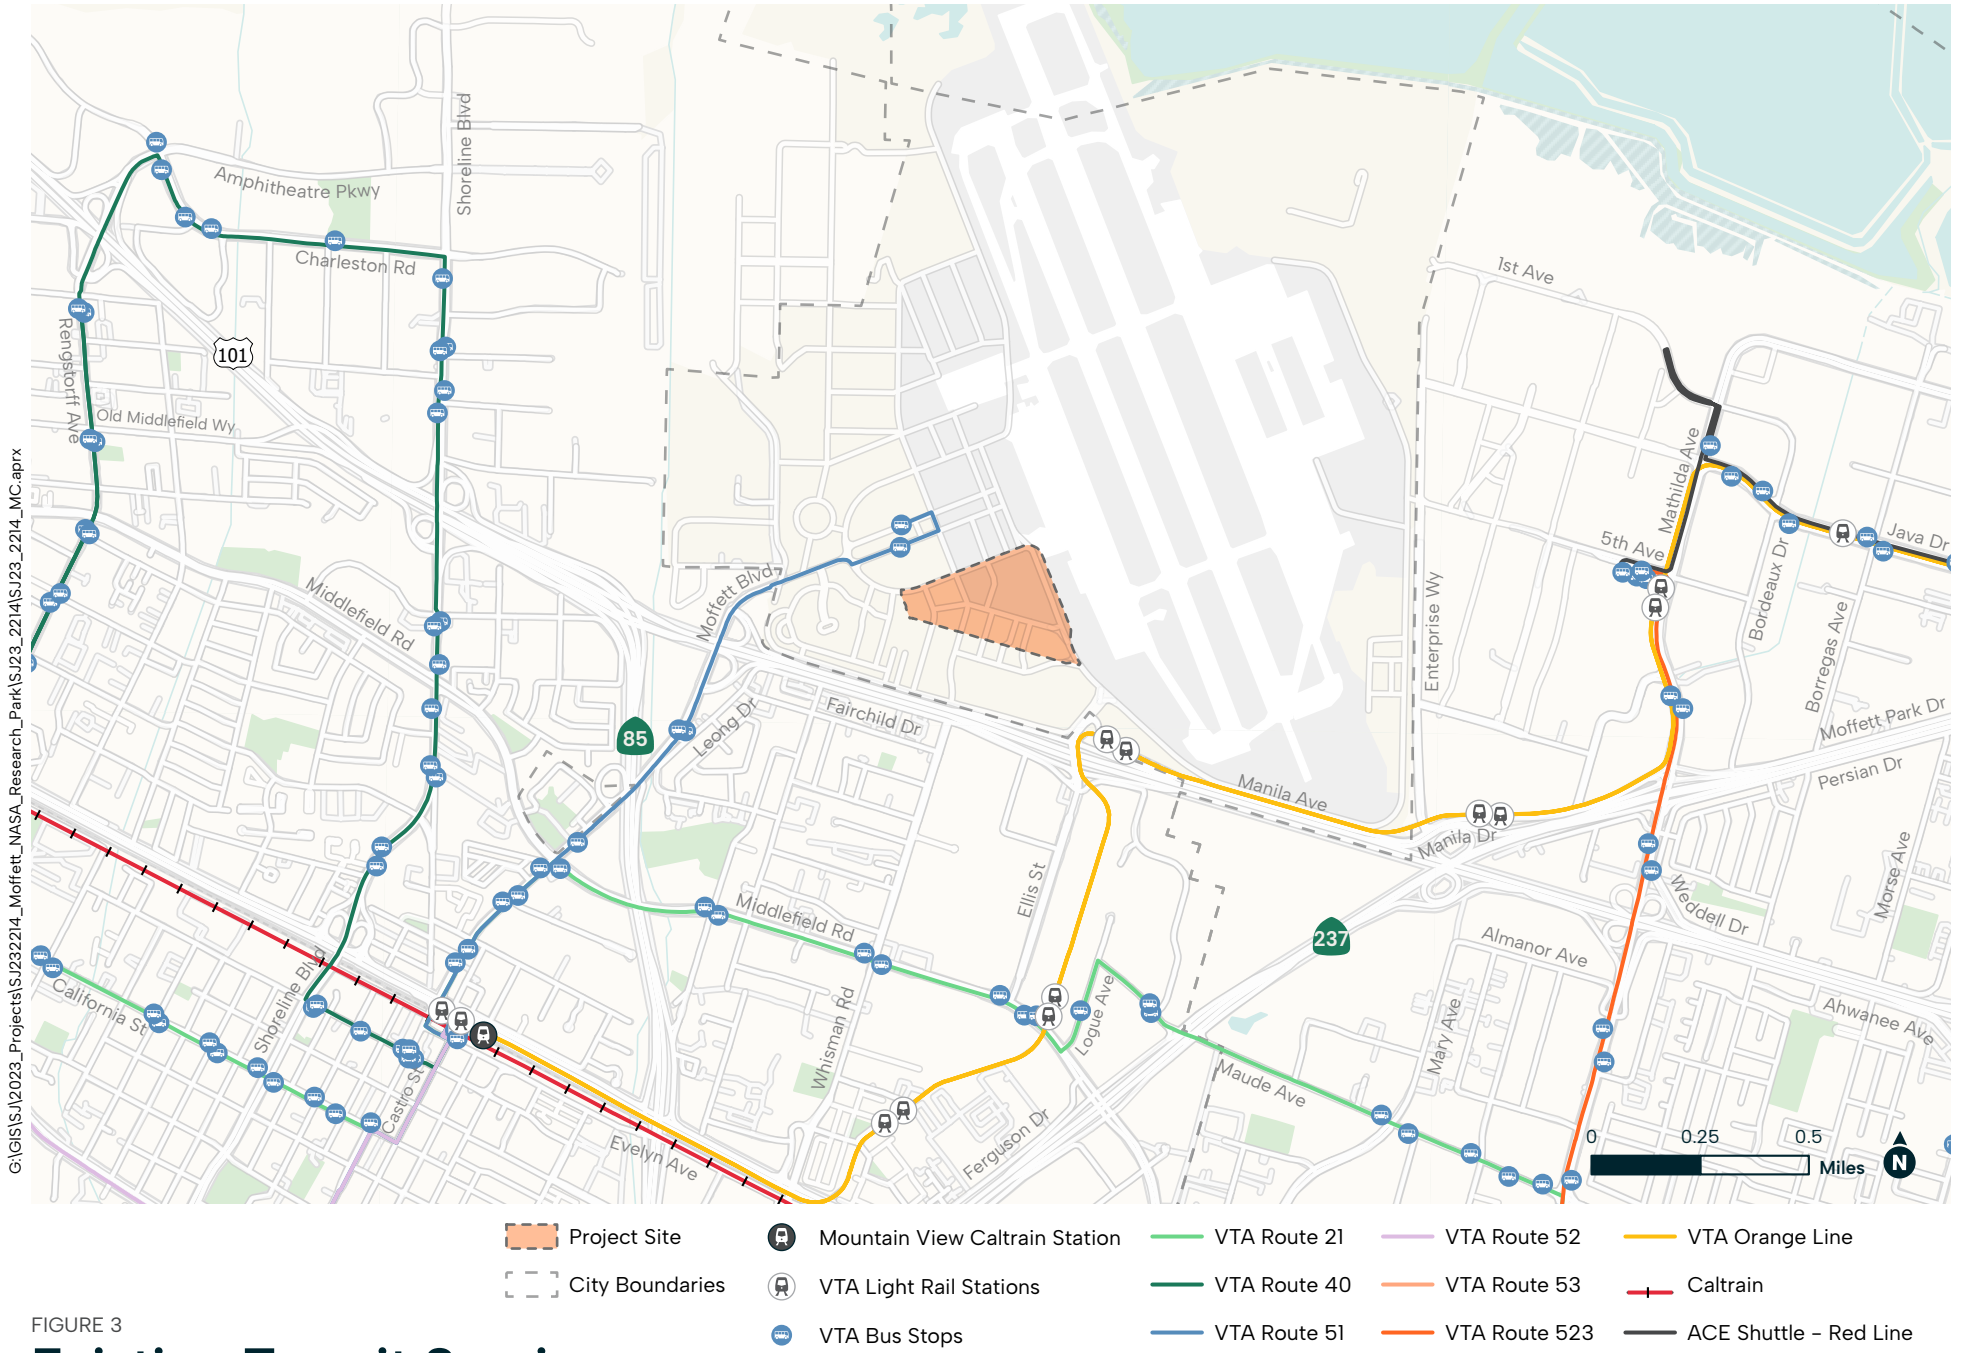 Shoreline Blvd
Amphitheatre Pkwy
Charleston Rd
1st Ave
101
Rengstorff Ave
Old Middlefield Wy
Mathilda Ave
Java Dr
5th Ave
Bordeaux Dr
Moffett Blvd
Middlefield Rd
Enterprise Wy
Borregas Ave
Moffett Park Dr
Leong Dr
Fairchild Dr
85
Persian Dr
Manila Ave
Manila Dr
Morse Ave
Ellis St
Weddell Dr
Middlefield Rd
237
Almanor Ave
Shoreline Blvd
California St
Logue Ave
Whisman Rd
Mary Ave
Ahwanee Ave
Castro St
Maude Ave
Evelyn Ave
Ferguson Dr
0 0.25 0.5
Miles
N
G:\GIS\SJ\2023_Projects\SJ232214_Moffett_NASA_Research_Park\SJ23_2214\SJ23_2214_MC.aprx
Project Site
City Boundaries
Mountain View Caltrain Station
VTA Light Rail Stations
VTA Bus Stops
VTA Route 21
VTA Route 40
VTA Route 51
VTA Route 52
VTA Route 53
VTA Route 523
VTA Orange Line
Caltrain
ACE Shuttle - Red Line
FIGURE 3